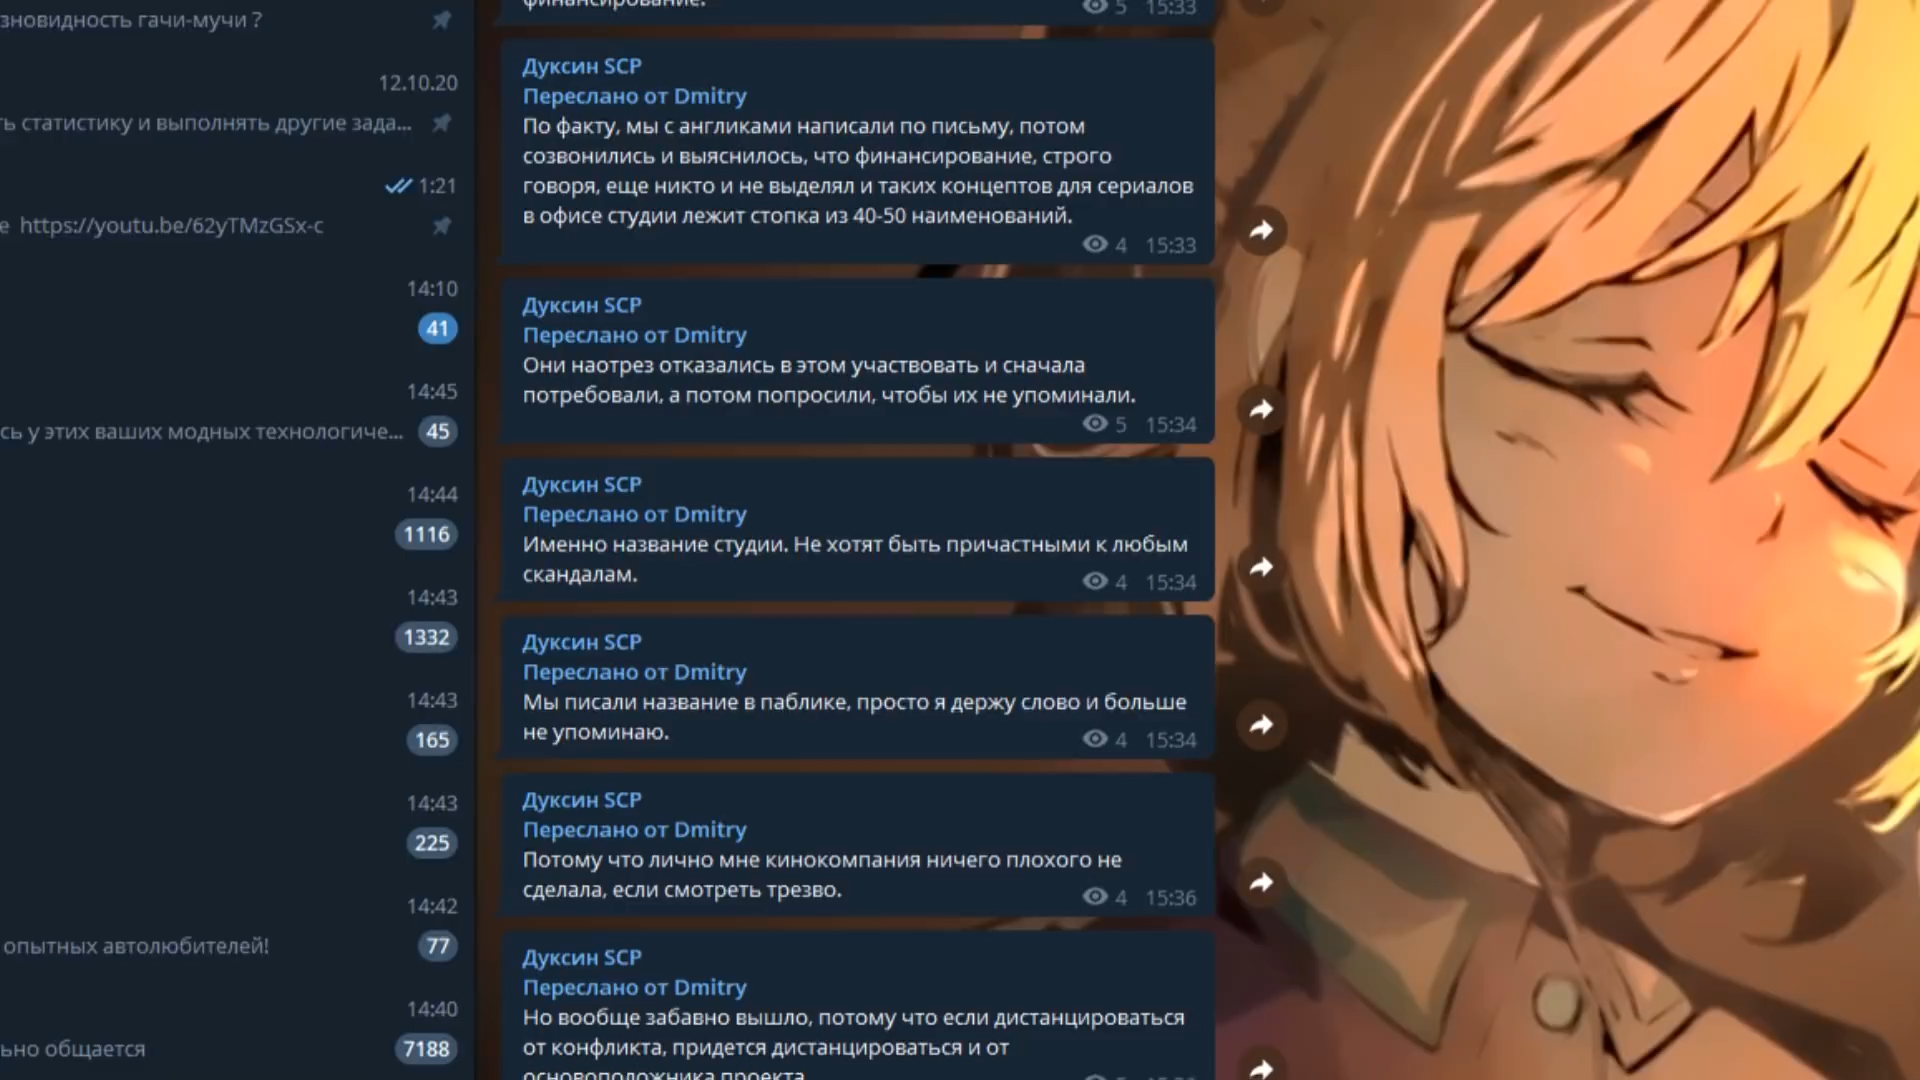 зновидность гачи-мучи ?
12.10.20
ть статистику и выполнять другие зада...
1:21
е https://youtu.be/62yTMzGSx-c
14:10
41
14:45
сь у этих ваших модных технологиче...
45
14:44
1116
14:43
1332
14:43
165
14:43
225
14:42
опытных автолюбителей!
77
14:40
ьно общается
7188
финансирование.
5 15:33
Дуксин SCP
Переслано от Dmitry
По факту, мы с англиками написали по письму, потом
созвонились и выяснилось, что финансирование, строго
говоря, еще никто и не выделял и таких концептов для сериалов
в офисе студии лежит стопка из 40-50 наименований.
4 15:33
Дуксин SCP
Переслано от Dmitry
Они наотрез отказались в этом участвовать и сначала
потребовали, а потом попросили, чтобы их не упоминали.
5 15:34
Дуксин SCP
Переслано от Dmitry
Именно название студии. Не хотят быть причастными к любым
скандалам.
4 15:34
Дуксин SCP
Переслано от Dmitry
Мы писали название в паблике, просто я держу слово и больше
не упоминаю.
4 15:34
Дуксин SCP
Переслано от Dmitry
Потому что лично мне кинокомпания ничего плохого не
сделала, если смотреть трезво.
4 15:36
Дуксин SCP
Переслано от Dmitry
Но вообще забавно вышло, потому что если дистанцироваться
от конфликта, придется дистанцироваться и от
основоположника проекта